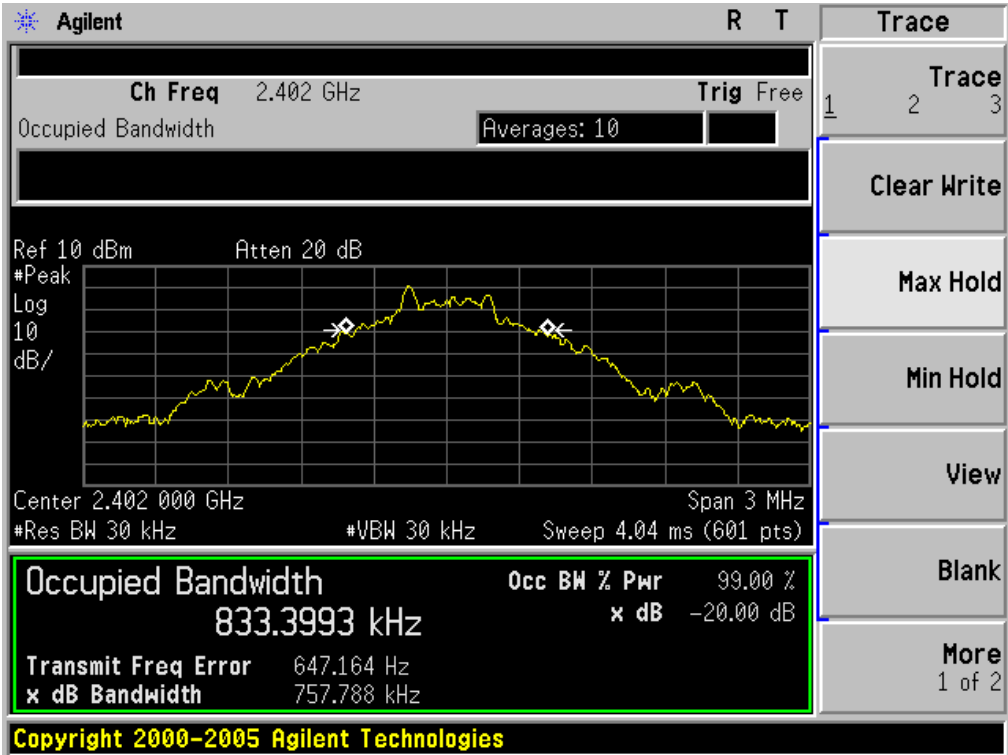 Agilent R T
Trace
Ch Freq 2.402 GHz Trig Free
Occupied Bandwidth Averages: 10
Ref 10 dBm Atten 20 dB
#Peak
Log
10
dB/
Center 2.402 000 GHz Span 3 MHz
#Res BW 30 kHz #VBW 30 kHz Sweep 4.04 ms (601 pts)
Occupied Bandwidth Occ BW % Pwr 99.00 %
833.3993 kHz x dB -20.00 dB
Transmit Freq Error 647.164 Hz
x dB Bandwidth 757.788 kHz
Copyright 2000-2005 Agilent Technologies
Trace
1 2 3
Clear Write
Max Hold
Min Hold
View
Blank
More
1 of 2